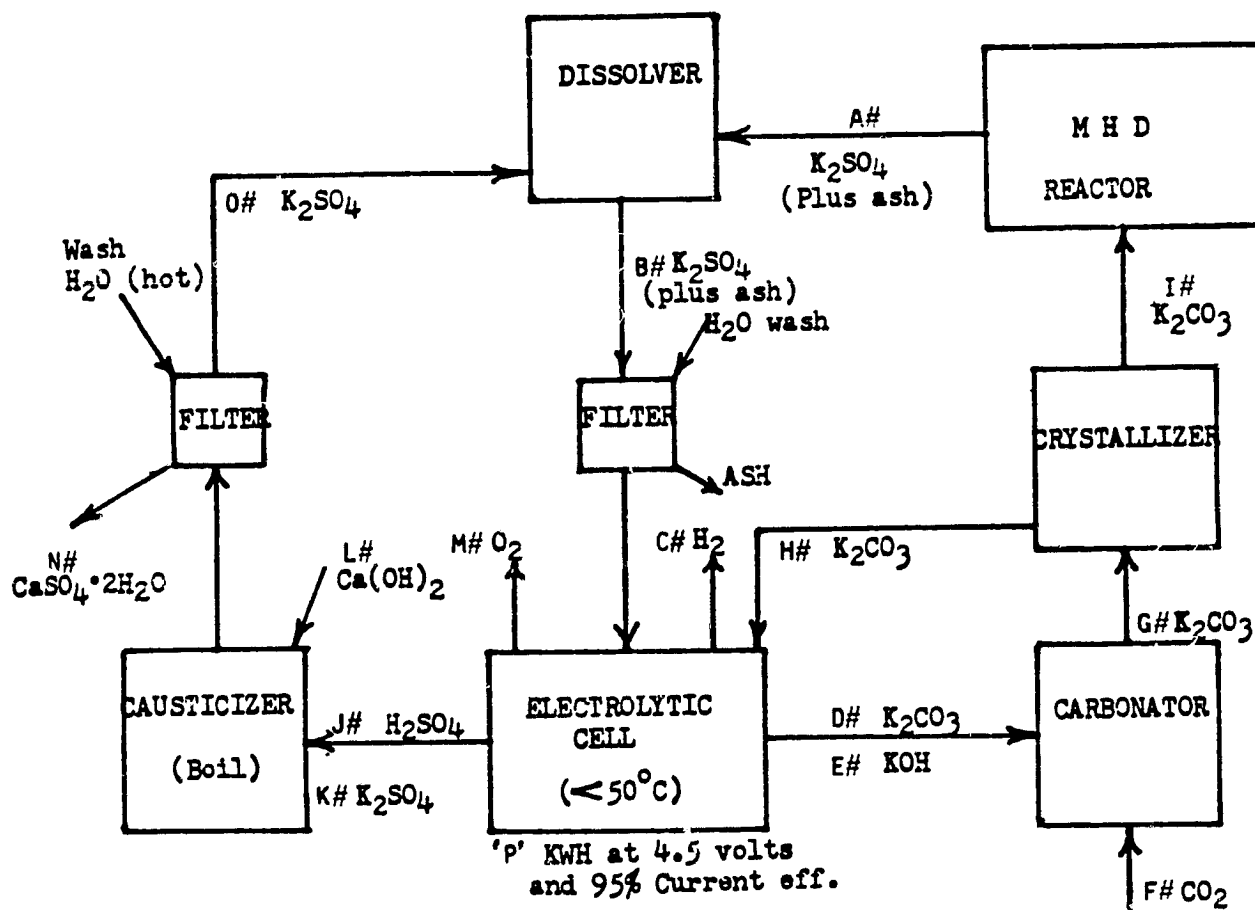 DISSOLVER
A#
K₂SO₄
(Plus ash)
M H D
REACTOR
O# K₂SO₄
Wash
H₂O (hot)
B# K₂SO₄
(plus ash)
H₂O wash
I#
K₂CO₃
FILTER
FILTER
CRYSTALLIZER
ASH
N#
CaSO₄·2H₂O
L#
Ca(OH)₂
M# O₂
C# H₂
H# K₂CO₃
G# K₂CO₃
CAUSTICIZER
(Boil)
J# H₂SO₄
K# K₂SO₄
ELECTROLYTIC
CELL
(<50°C)
D# K₂CO₃
E# KOH
CARBONATOR
'P' KWH at 4.5 volts
and 95% Current eff.
F# CO₂